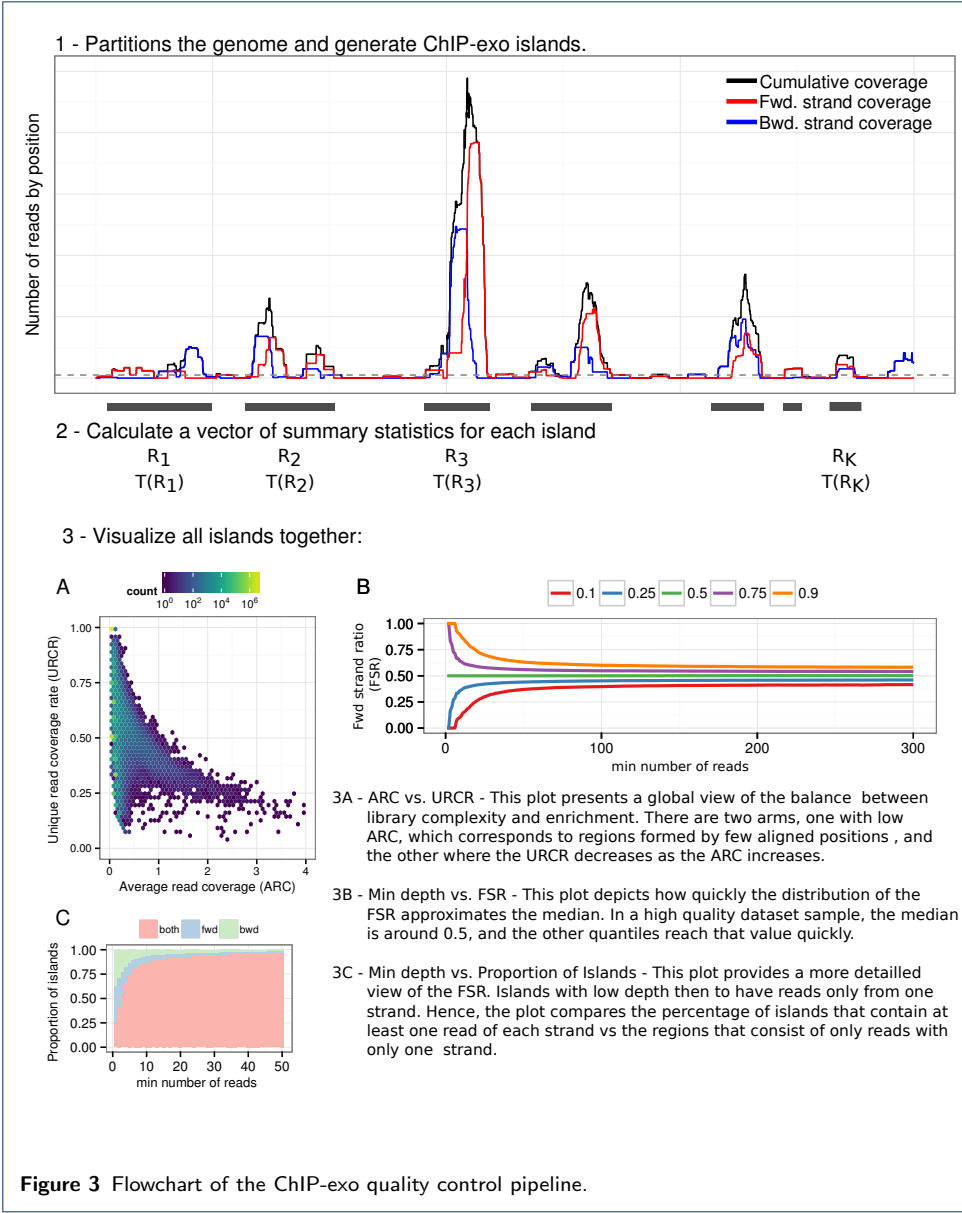 1 - Partitions the genome and generate ChIP-exo islands.
Number of reads by position
Cumulative coverage
Fwd. strand coverage
Bwd. strand coverage
2 - Calculate a vector of summary statistics for each island
R1 R2 R3 RK
T(R1) T(R2) T(R3) T(RK)
3 - Visualize all islands together:
A
count
10^0 10^2 10^4 10^6
Unique read coverage rate (URCR)
1.00
0.75
0.50
0.25
0.00
0 1 2 3 4
Average read coverage (ARC)
B
0.1 0.25 0.5 0.75 0.9
Fwd strand ratio
(FSR)
1.00
0.75
0.50
0.25
0.00
0 100 200 300
min number of reads
C
both fwd bwd
Proportion of islands
1.00
0.75
0.50
0.25
0.00
0 10 20 30 40 50
min number of reads
3A - ARC vs. URCR - This plot presents a global view of the balance between
library complexity and enrichment. There are two arms, one with low
ARC, which corresponds to regions formed by few aligned positions , and
the other where the URCR decreases as the ARC increases.
3B - Min depth vs. FSR - This plot depicts how quickly the distribution of the
FSR approximates the median. In a high quality dataset sample, the median
is around 0.5, and the other quantiles reach that value quickly.
3C - Min depth vs. Proportion of Islands - This plot provides a more detailled
view of the FSR. Islands with low depth then to have reads only from one
strand. Hence, the plot compares the percentage of islands that contain at
least one read of each strand vs the regions that consist of only reads with
only one strand.
Figure 3 Flowchart of the ChIP-exo quality control pipeline.